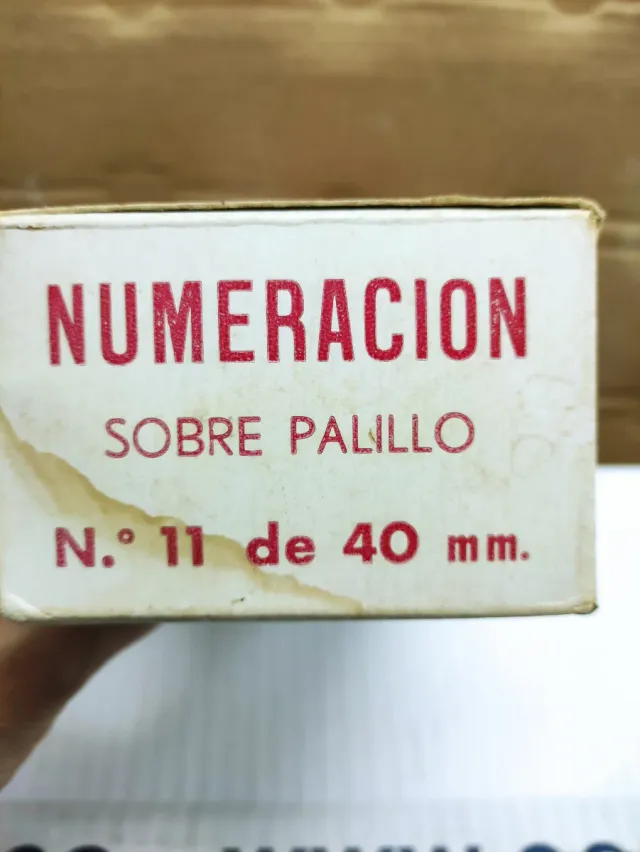 NUMERACION
SOBRE PALILLO
N.º 11 de 40 mm.